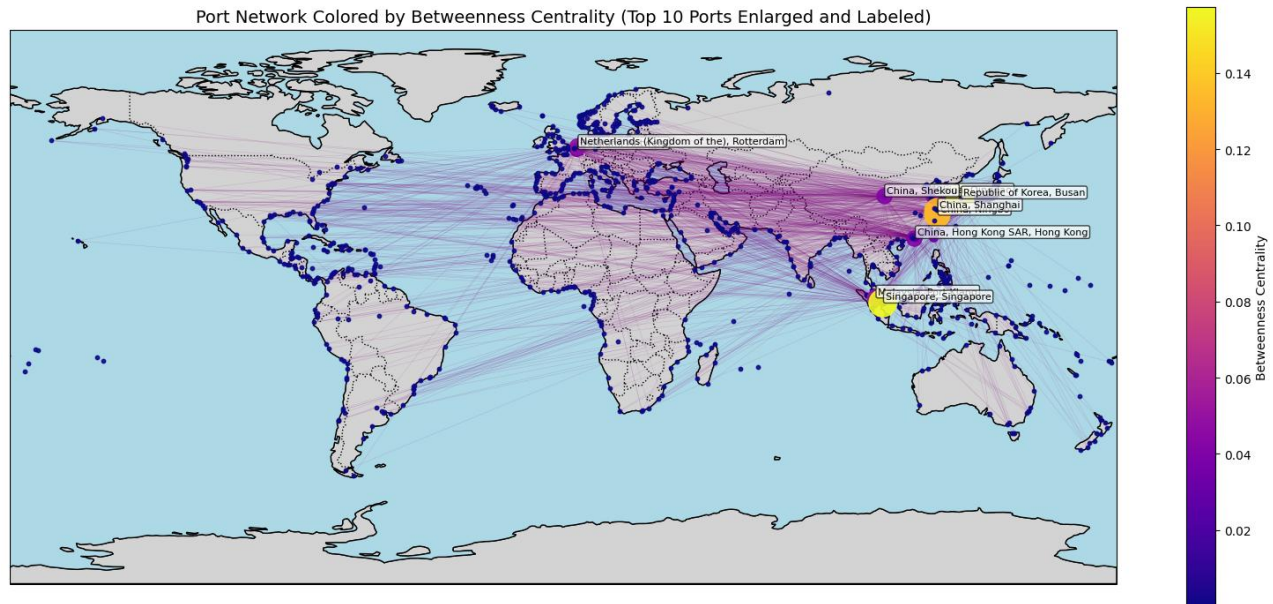 Port Network Colored by Betweenness Centrality (Top 10 Ports Enlarged and Labeled)
Netherlands (Kingdom of the), Rotterdam
China, Shekou
Republic of Korea, Busan
China, Shanghai
China, Hong Kong SAR, Hong Kong
Singapore, Singapore
0.14
0.12
0.10
0.08
0.06
0.04
0.02
Betweenness Centrality